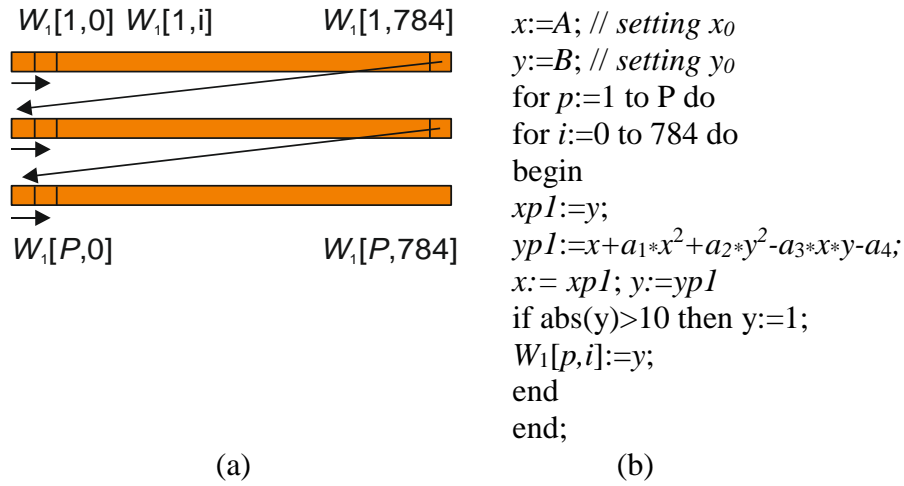 W₁[1,0] W₁[1,i] W₁[1,784]
W₁[P,0] W₁[P,784]
(a)
x:=A; // setting x₀
y:=B; // setting y₀
for p:=1 to P do
for i:=0 to 784 do
begin
xp1:=y;
yp1:=x+a₁*x²+a₂*y²-a₃*x*y-a₄;
x:= xp1; y:=yp1
if abs(y)>10 then y:=1;
W₁[p,i]:=y;
end
end;
(b)